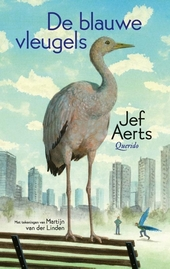 De blauwe
vleugels
Jef
Aerts
Querido
Met tekeningen van
Martijn
van der Linden